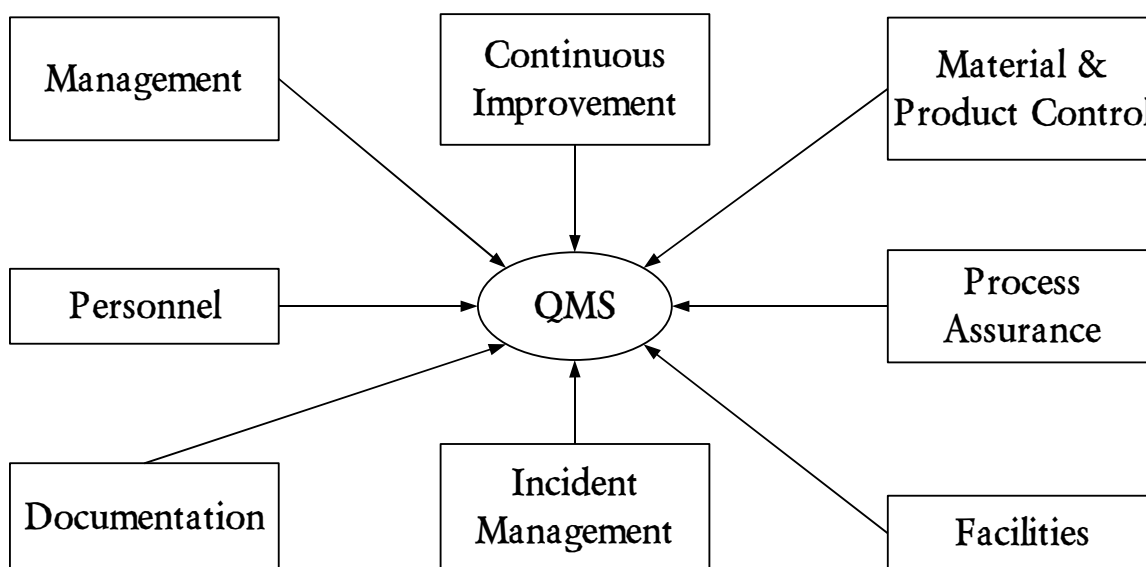 Management
Continuous
Improvement
Material &
Product Control
Personnel
QMS
Process
Assurance
Documentation
Incident
Management
Facilities